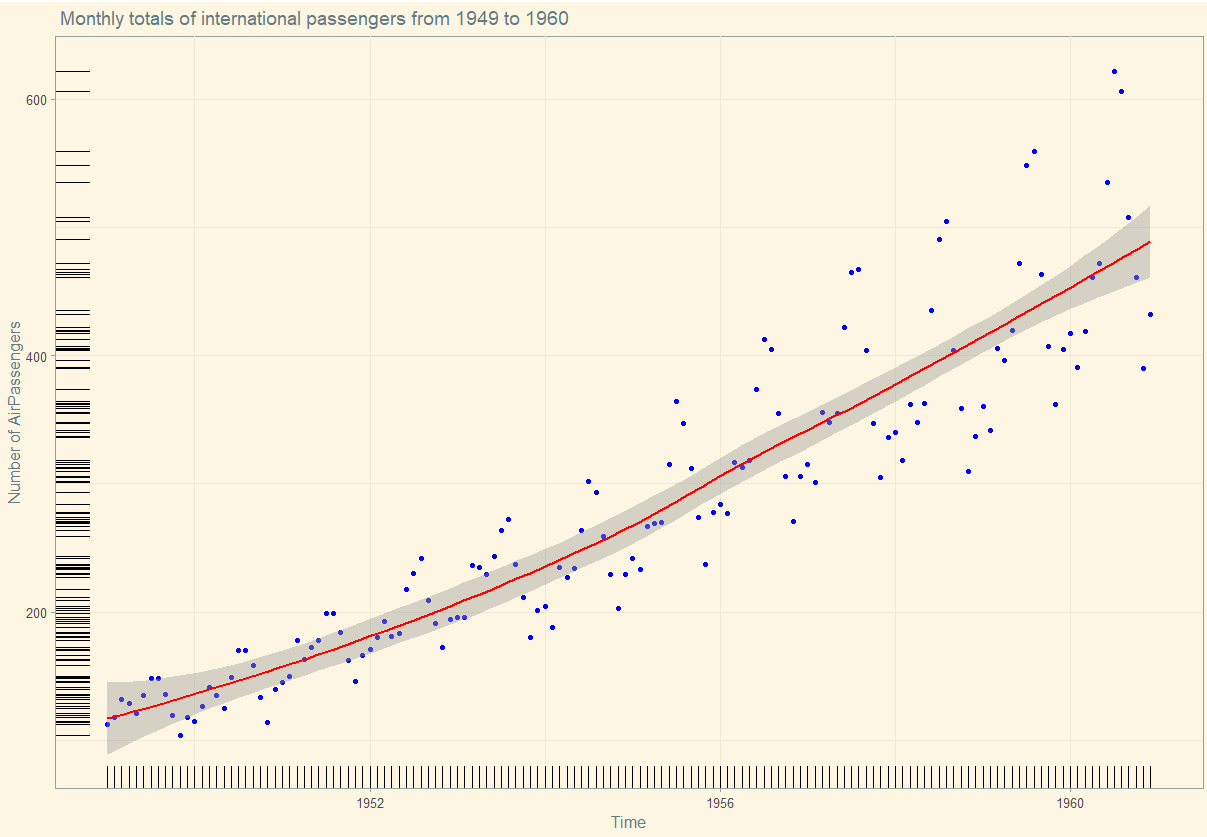 Monthly totals of international passengers from 1949 to 1960
Number of AirPassengers
600
400
200
1952
1956
1960
Time